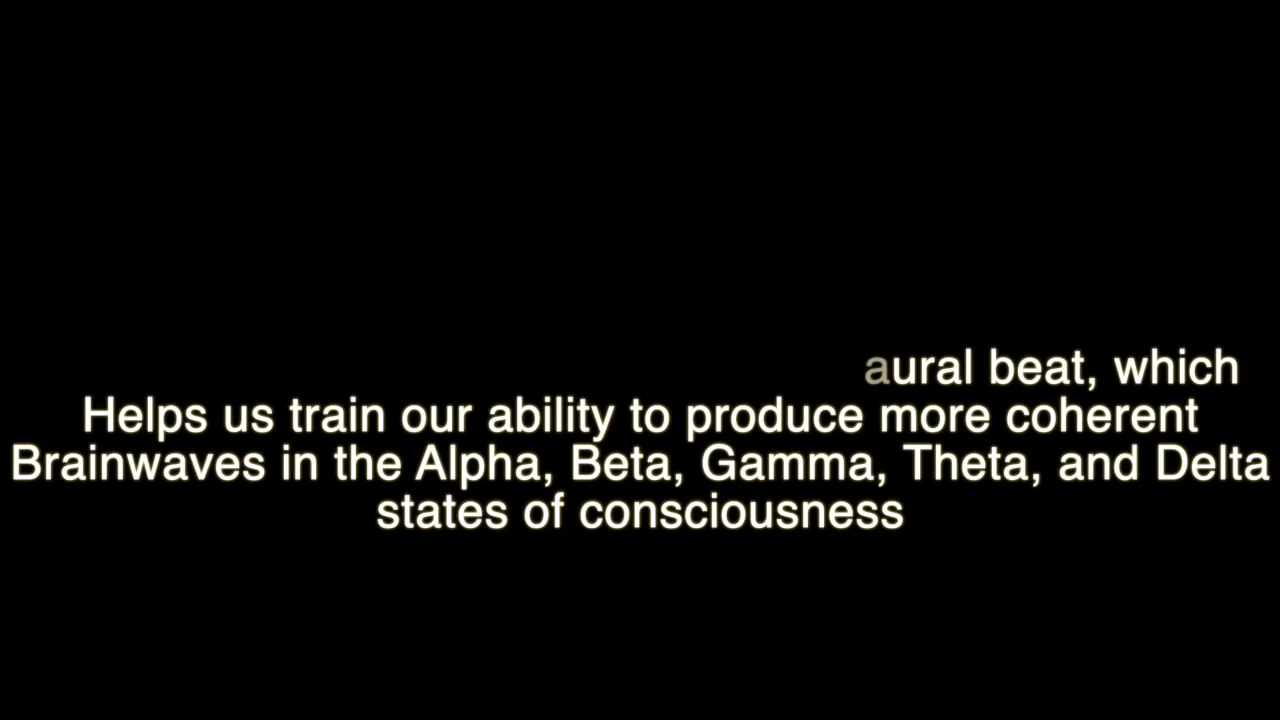 aural beat, which
Helps us train our ability to produce more coherent
Brainwaves in the Alpha, Beta, Gamma, Theta, and Delta
states of consciousness